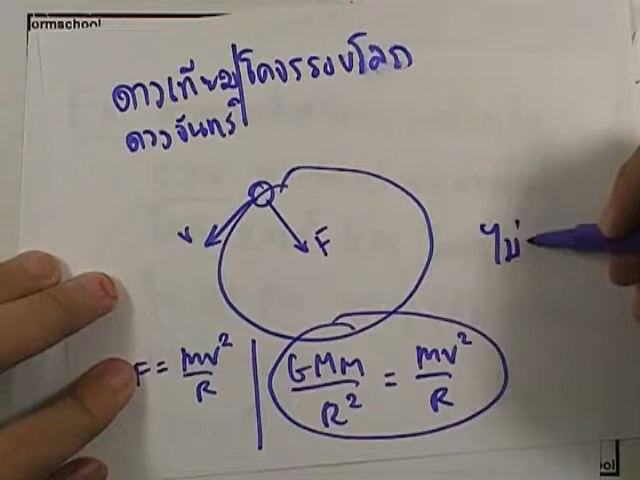 ormschool
ดาวเทียม/โคจรรอบโลก
ดวงจันทร์
v
F
ไม่
F = mv²/R | GMm/R² = mv²/R
ool